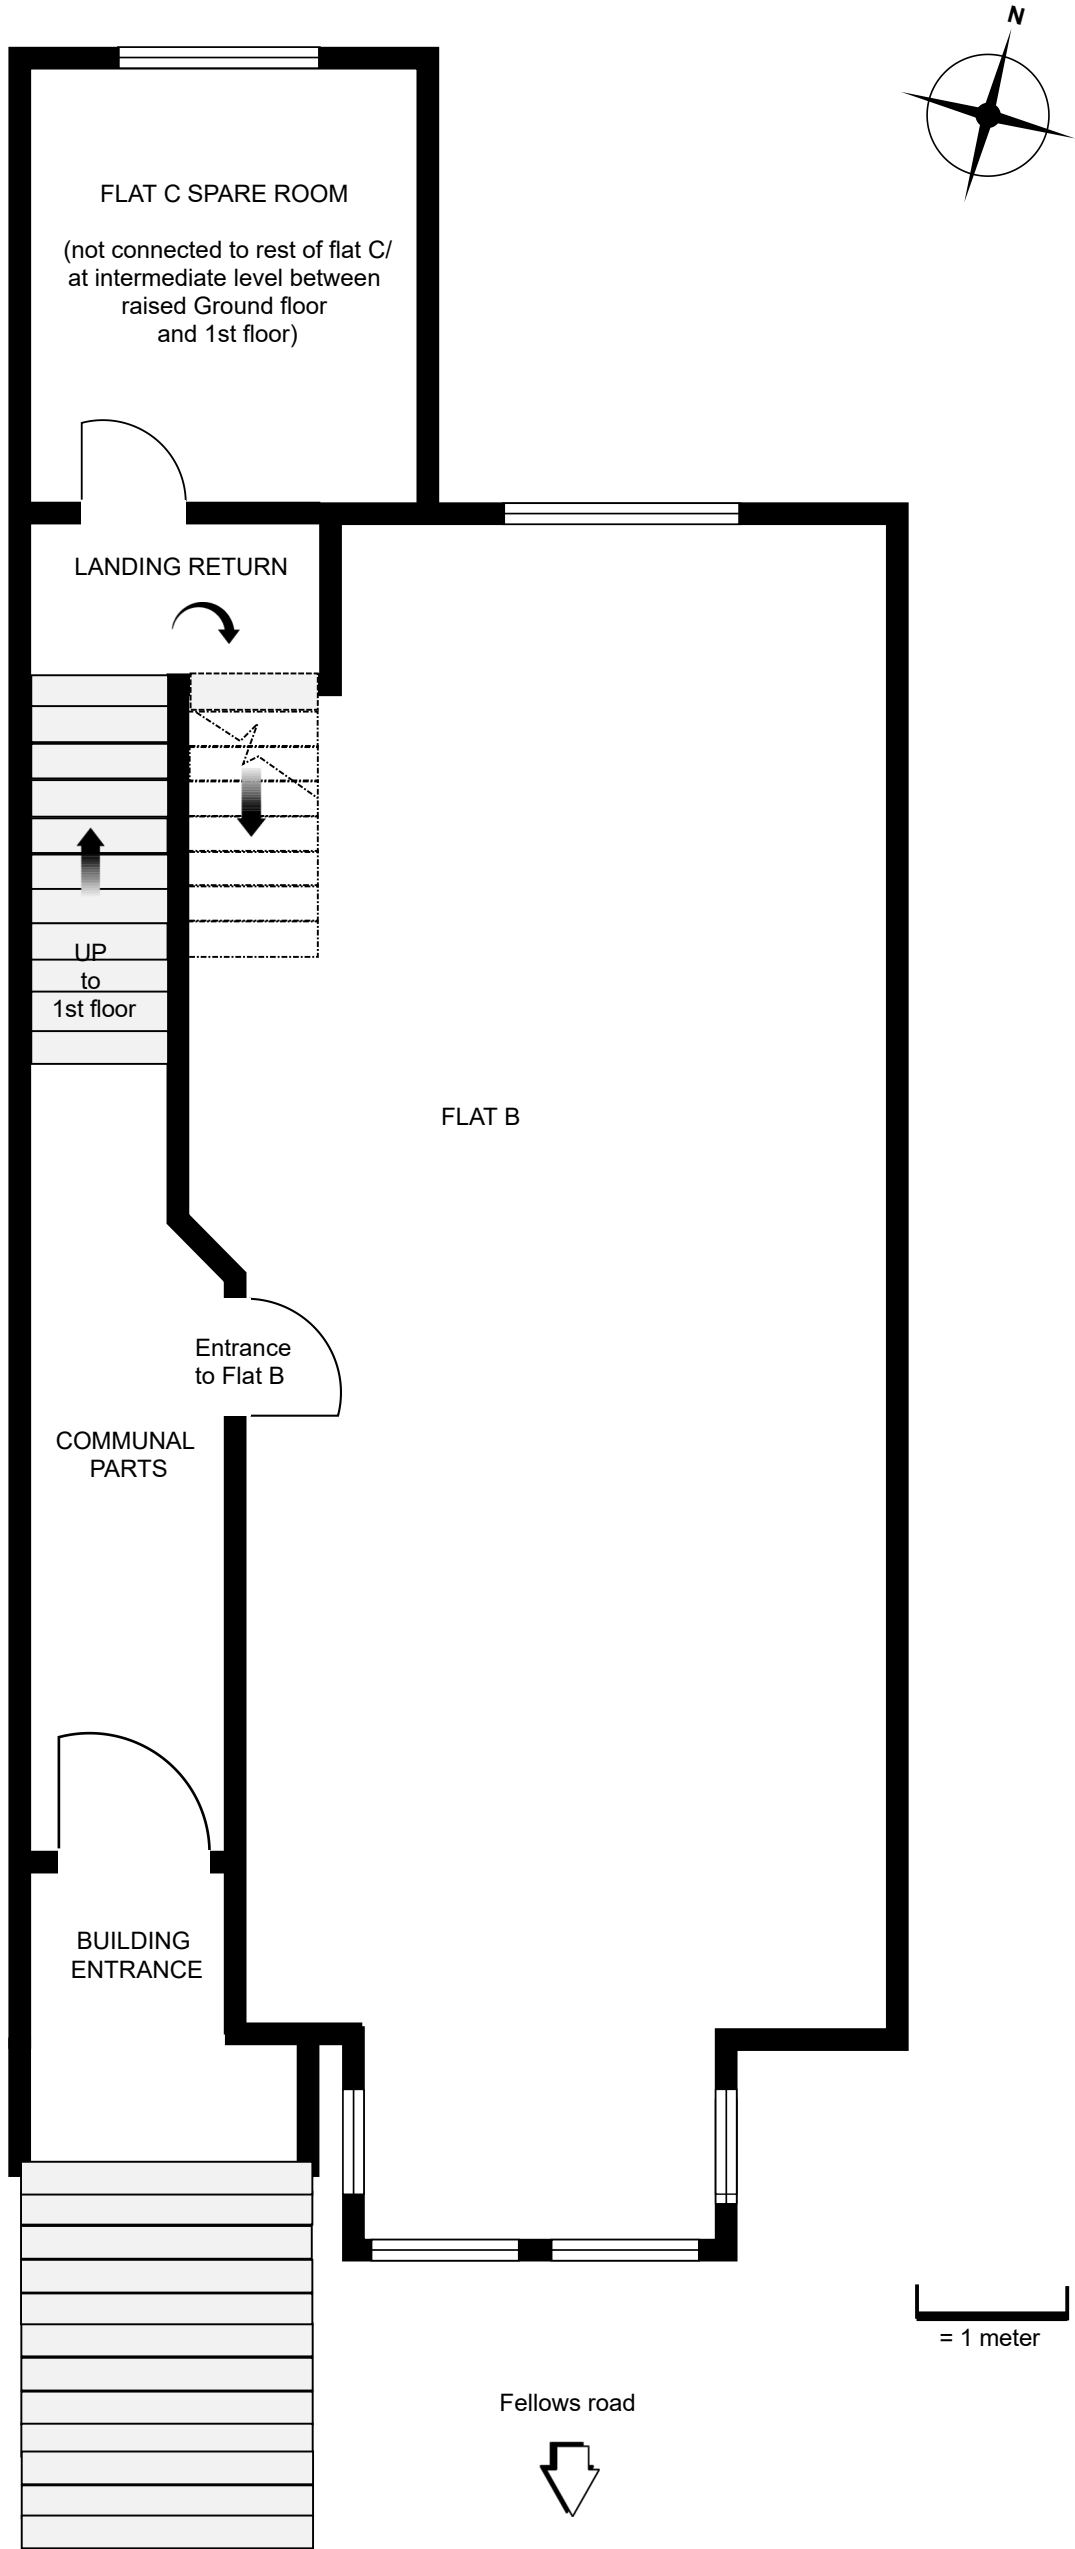 N
FLAT C SPARE ROOM
(not connected to rest of flat C/
at intermediate level between
raised Ground floor
and 1st floor)
LANDING RETURN
UP
to
1st floor
FLAT B
Entrance
to Flat B
COMMUNAL
PARTS
BUILDING
ENTRANCE
= 1 meter
Fellows road